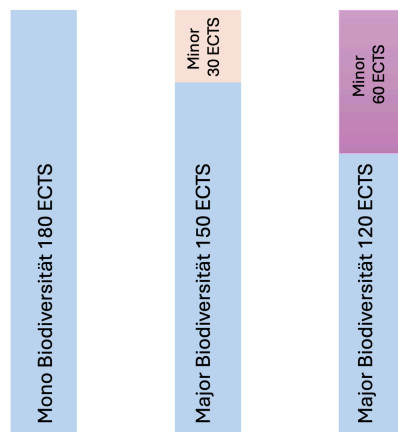 Mono Biodiversität 180 ECTS
Minor
30 ECTS
Major Biodiversität 150 ECTS
Minor
60 ECTS
Major Biodiversität 120 ECTS